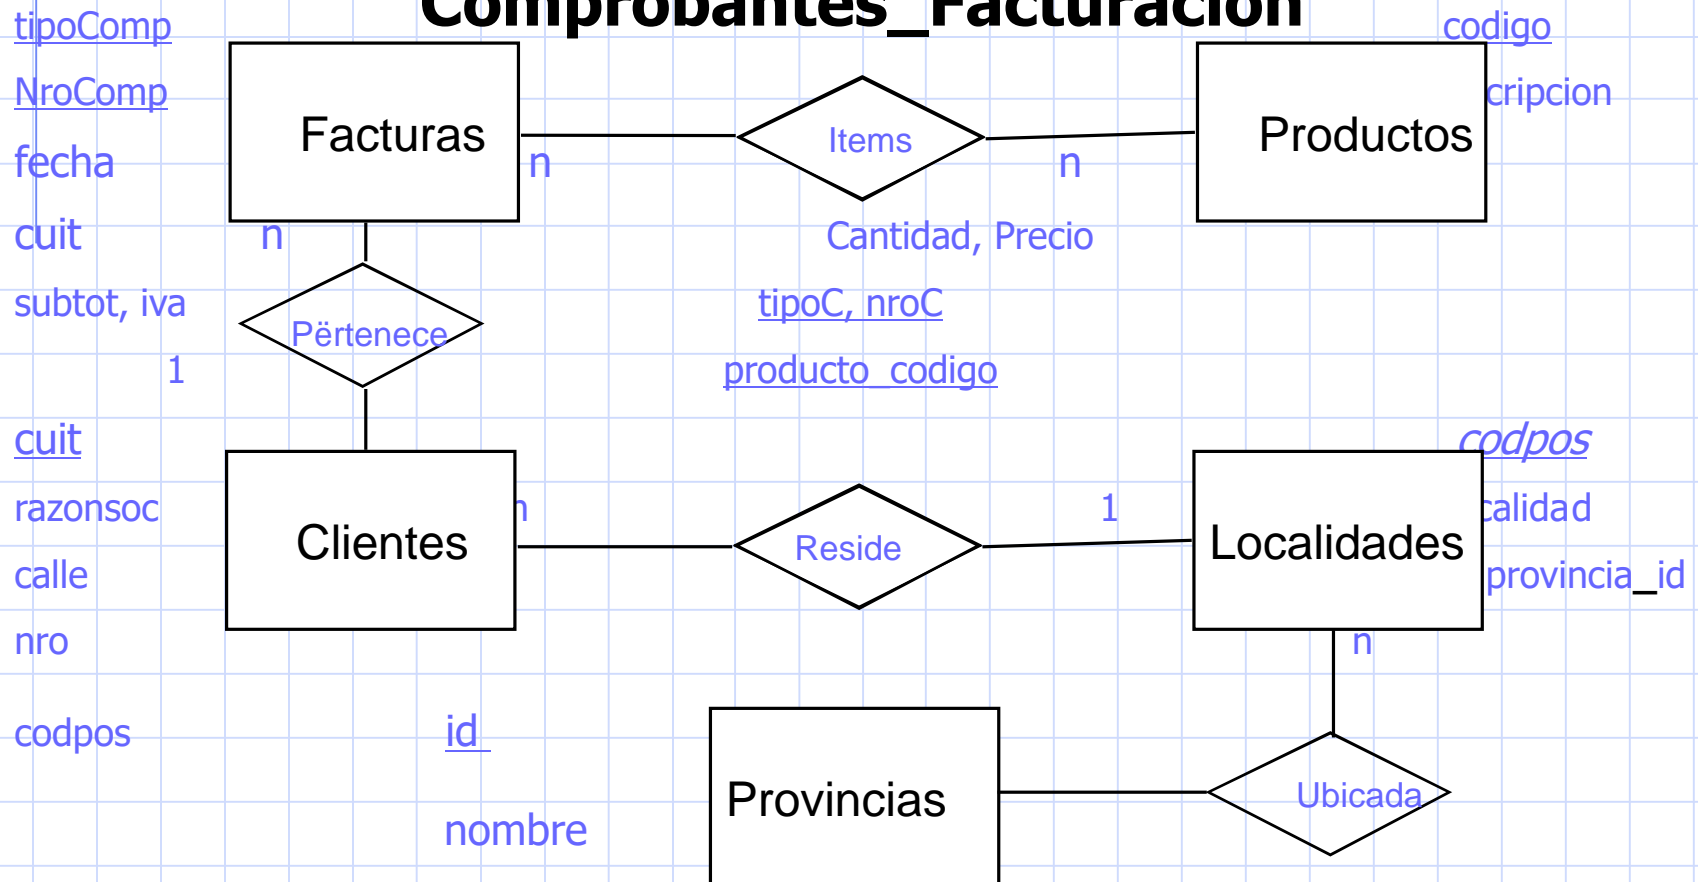 Comprobantes_Facturacion
tipoComp
codigo
NroComp
cripcion
Facturas
Items
Productos
fecha
n
n
cuit
n
Cantidad, Precio
subtot, iva
tipoC, nroC
Përtenece
1
producto_codigo
cuit
codpos
razonsoc
n
1
calidad
Clientes
Reside
Localidades
calle
provincia_id
nro
n
codpos
id
Provincias
Ubicada
nombre